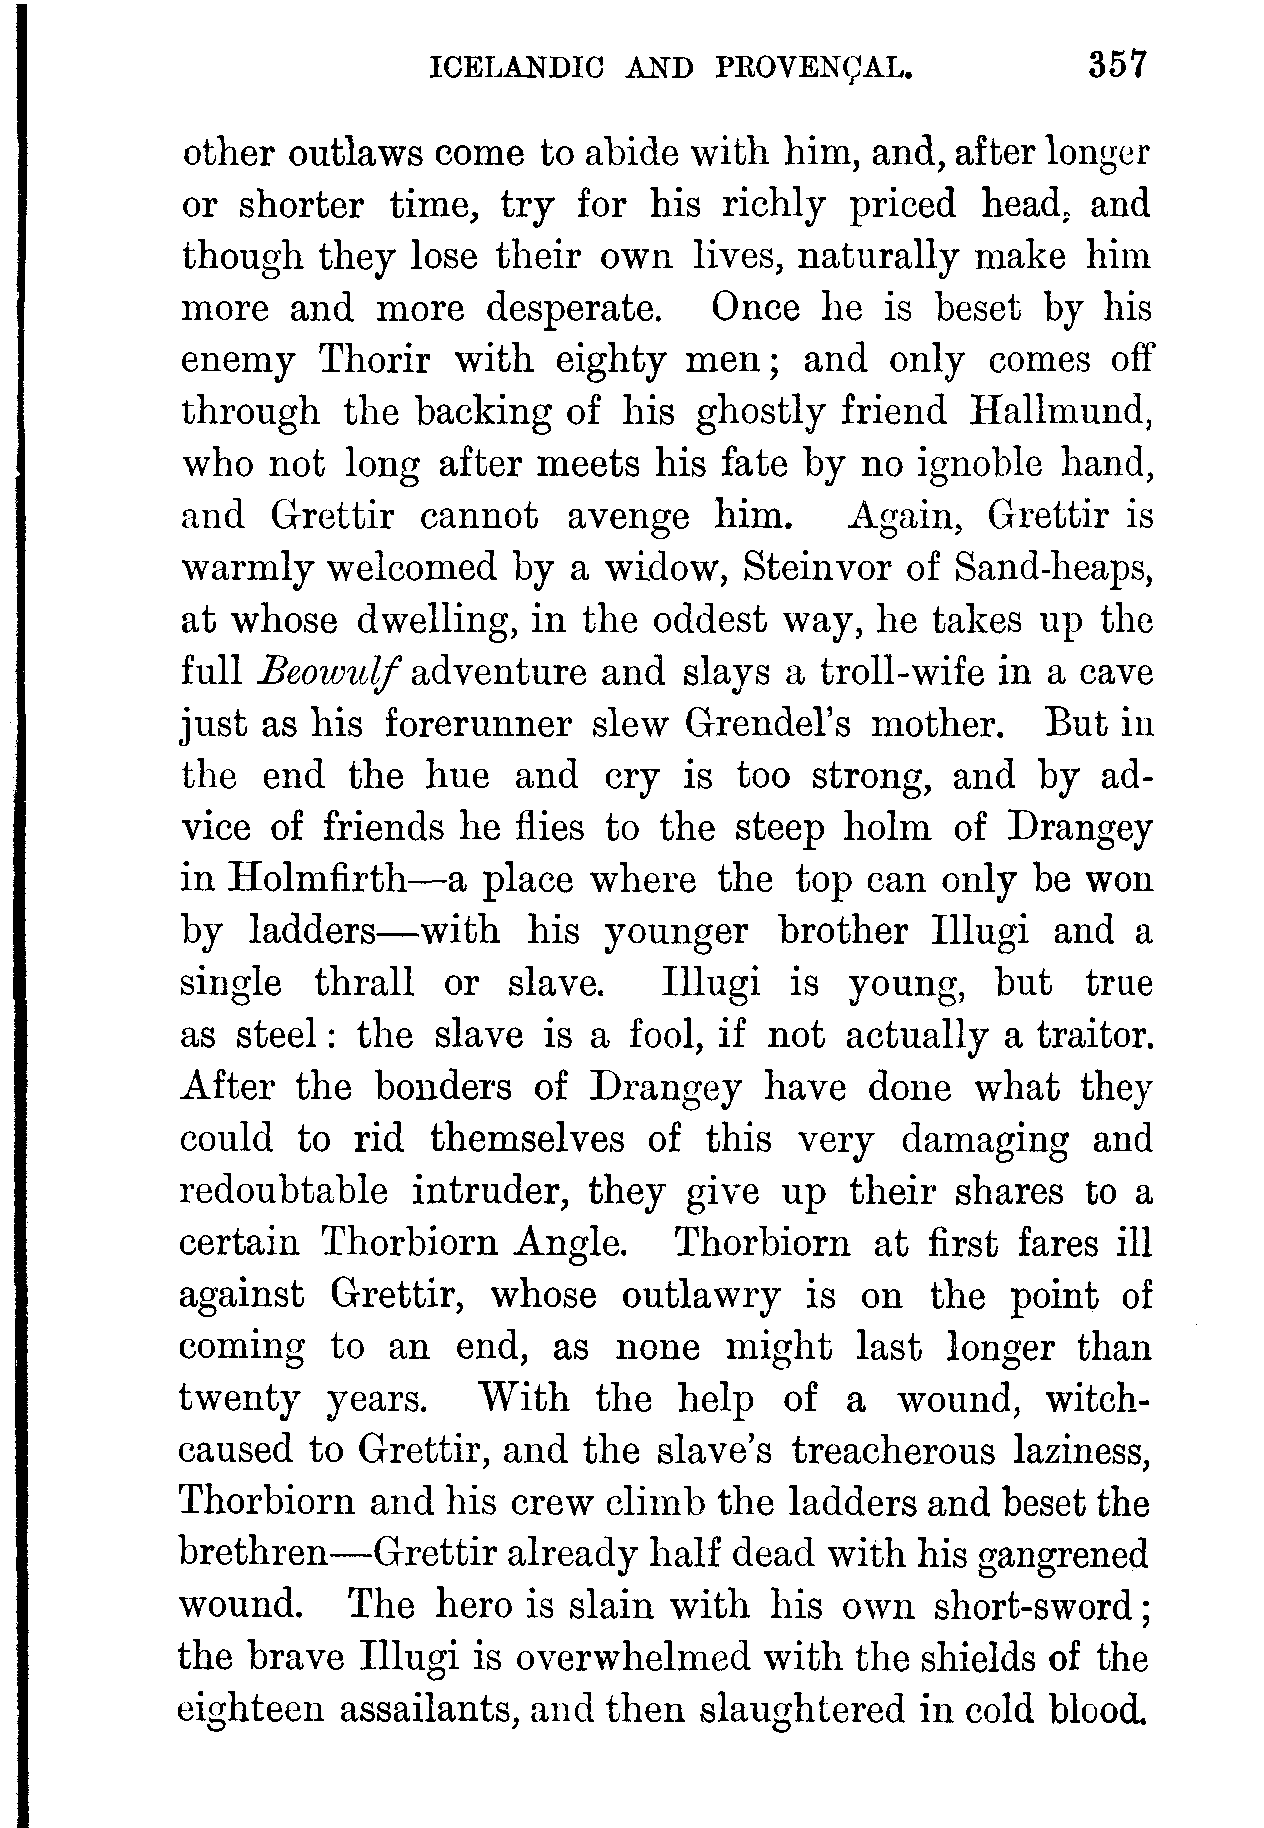 ICELANDIC AND PROVENÇAL. 357
other outlaws come to abide with him, and, after longer
or shorter time, try for his richly priced head, and
though they lose their own lives, naturally make him
more and more desperate. Once he is beset by his
enemy Thorir with eighty men; and only comes off
through the backing of his ghostly friend Hallmund,
who not long after meets his fate by no ignoble hand,
and Grettir cannot avenge him. Again, Grettir is
warmly welcomed by a widow, Steinvor of Sand-heaps,
at whose dwelling, in the oddest way, he takes up the
full Beowulf adventure and slays a troll-wife in a cave
just as his forerunner slew Grendel's mother. But in
the end the hue and cry is too strong, and by ad-
vice of friends he flies to the steep holm of Drangey
in Holmfirth—a place where the top can only be won
by ladders—with his younger brother Illugi and a
single thrall or slave. Illugi is young, but true
as steel: the slave is a fool, if not actually a traitor.
After the bonders of Drangey have done what they
could to rid themselves of this very damaging and
redoubtable intruder, they give up their shares to a
certain Thorbiorn Angle. Thorbiorn at first fares ill
against Grettir, whose outlawry is on the point of
coming to an end, as none might last longer than
twenty years. With the help of a wound, witch-
caused to Grettir, and the slave's treacherous laziness,
Thorbiorn and his crew climb the ladders and beset the
brethren—Grettir already half dead with his gangrened
wound. The hero is slain with his own short-sword;
the brave Illugi is overwhelmed with the shields of the
eighteen assailants, and then slaughtered in cold blood.